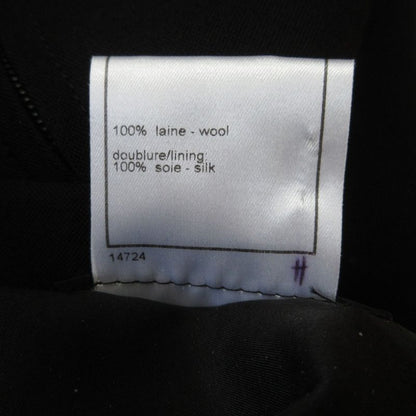 100% laine - wool
doublure/lining:
100% soie - silk
14724
H